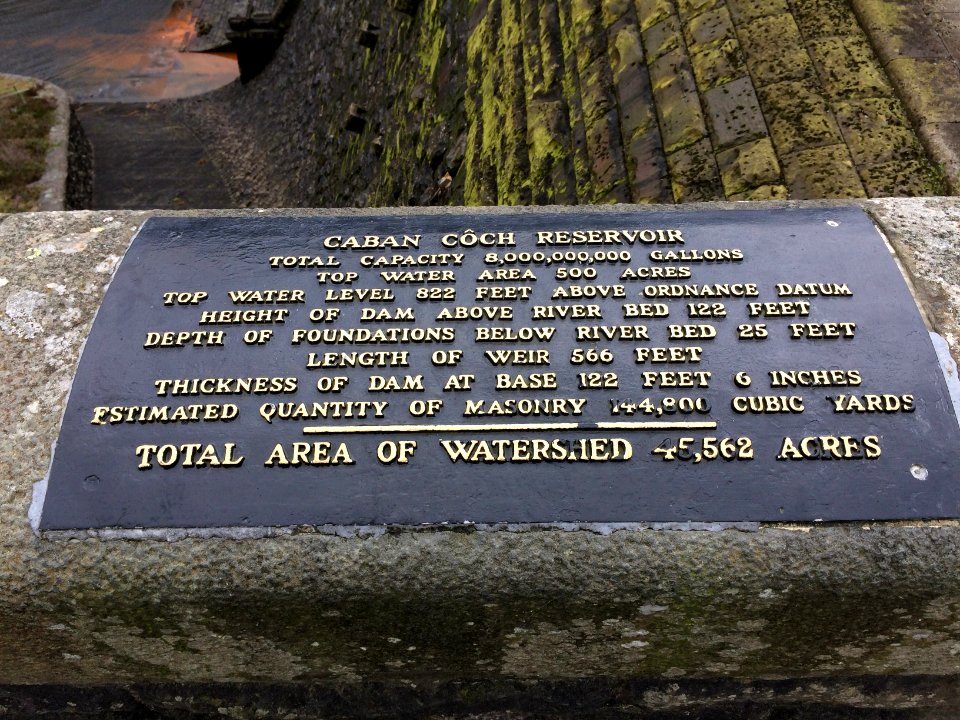 CABAN CÔCH RESERVOIR
TOTAL CAPACITY 8,000,000,000 GALLONS
TOP WATER AREA 500 ACRES
TOP WATER LEVEL 822 FEET ABOVE ORDNANCE DATUM
HEIGHT OF DAM ABOVE RIVER BED 122 FEET
DEPTH OF FOUNDATIONS BELOW RIVER BED 25 FEET
LENGTH OF WEIR 566 FEET
THICKNESS OF DAM AT BASE 122 FEET 6 INCHES
ESTIMATED QUANTITY OF MASONRY 144,800 CUBIC YARDS
TOTAL AREA OF WATERSHED 45,562 ACRES